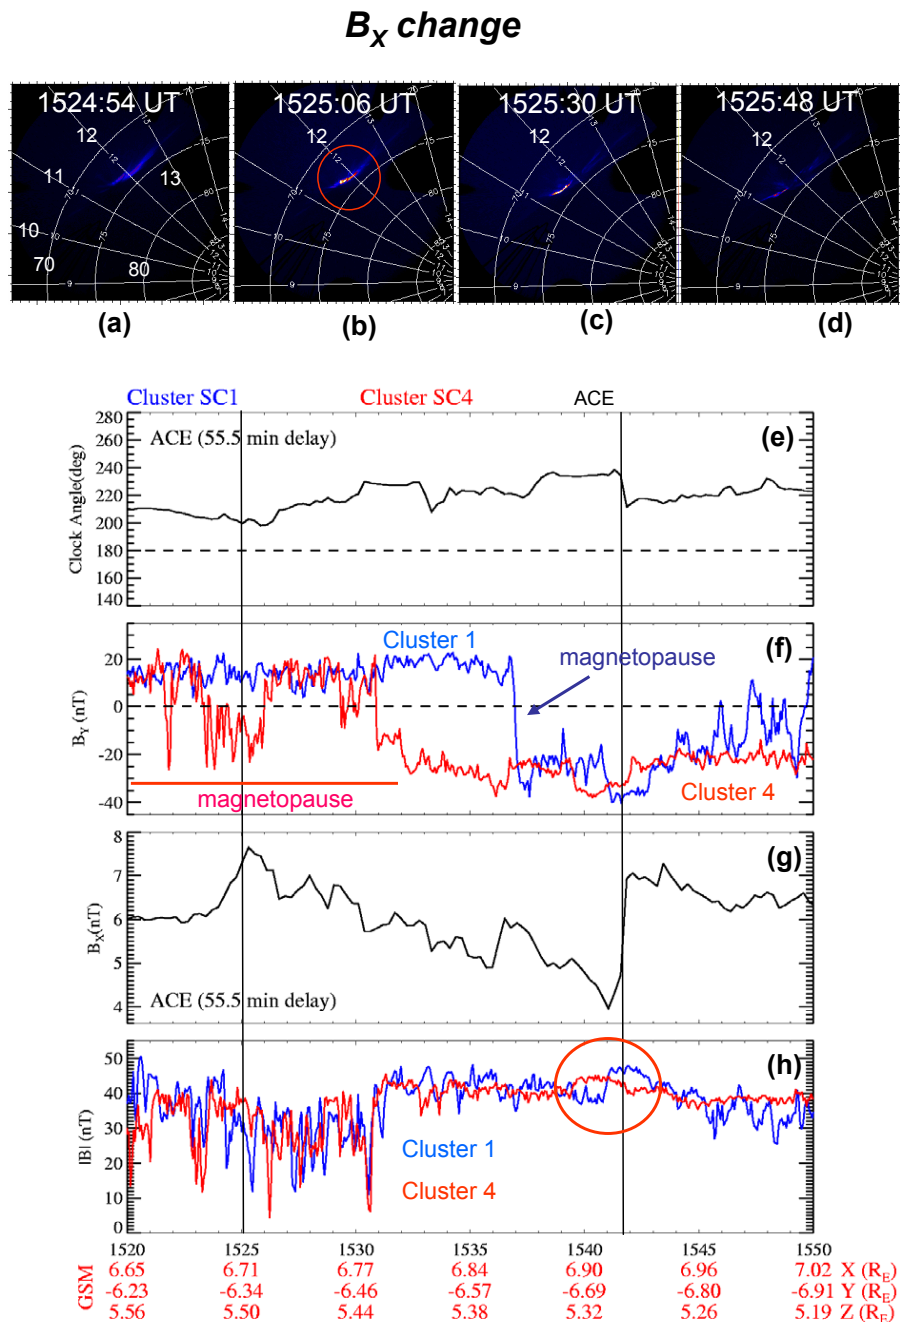 BX change
1524:54 UT
1525:06 UT
1525:30 UT
1525:48 UT
12
12
12
12
11
13
10
70
80
(a)
(b)
(c)
(d)
Cluster SC1
Cluster SC4
ACE
280
260
240
220
200
180
160
140
Clock Angle(deg)
ACE (55.5 min delay)
(e)
20
0
-20
-40
BY (nT)
Cluster 1
magnetopause
(f)
magnetopause
Cluster 4
8
7
6
5
4
BX(nT)
(g)
ACE (55.5 min delay)
50
40
30
20
10
0
|B| (nT)
(h)
Cluster 1
Cluster 4
1520 1525 1530 1535 1540 1545 1550
GSM
6.65 6.71 6.77 6.84 6.90 6.96 7.02 X (RE)
-6.23 -6.34 -6.46 -6.57 -6.69 -6.80 -6.91 Y (RE)
5.56 5.50 5.44 5.38 5.32 5.26 5.19 Z (RE)